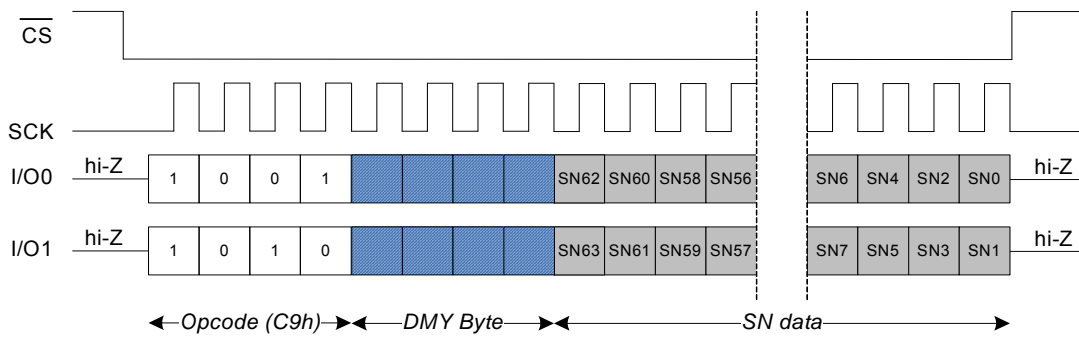 CS
SCK
I/O0 hi-Z 1 0 0 1 SN62 SN60 SN58 SN56 SN6 SN4 SN2 SN0 hi-Z
I/O1 hi-Z 1 0 1 0 SN63 SN61 SN59 SN57 SN7 SN5 SN3 SN1 hi-Z
Opcode (C9h) DMY Byte SN data